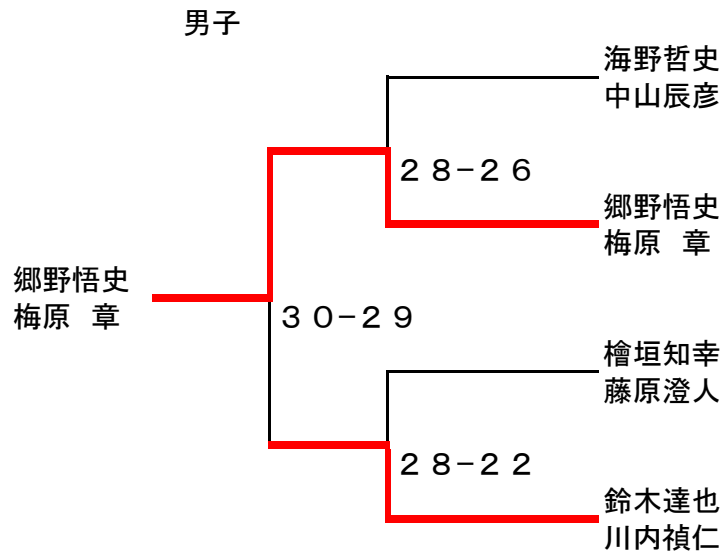 男子
海野哲史
中山辰彦
２８−２６
郷野悟史
梅原　章
郷野悟史
梅原　章
３０−２９
檜垣知幸
藤原澄人
２８−２２
鈴木達也
川内禎仁